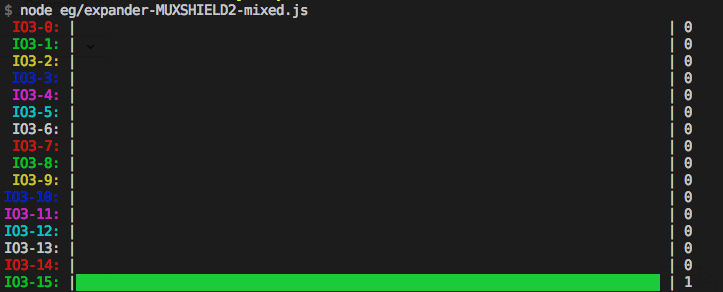 $ node eg/expander-MUXSHIELD2-mixed.js
IO3-0: | | 0
IO3-1: | | 0
IO3-2: | | 0
IO3-3: | | 0
IO3-4: | | 0
IO3-5: | | 0
IO3-6: | | 0
IO3-7: | | 0
IO3-8: | | 0
IO3-9: | | 0
IO3-10: | | 0
IO3-11: | | 0
IO3-12: | | 0
IO3-13: | | 0
IO3-14: | | 0
IO3-15: | | 1